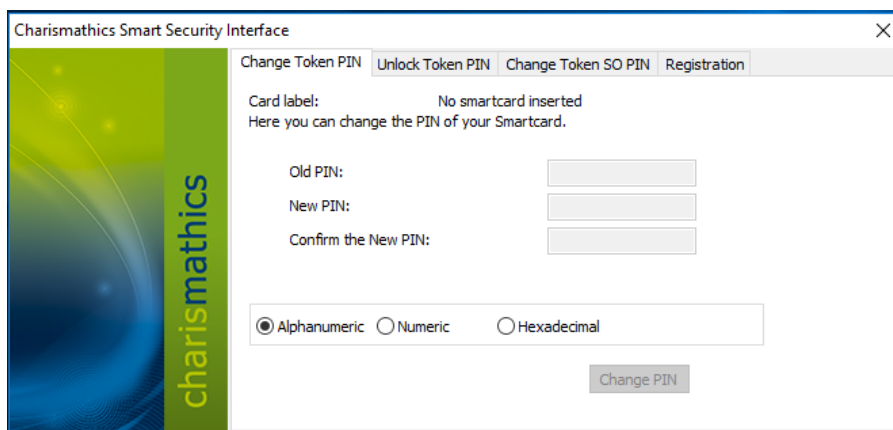 Charismathics Smart Security Interface
Change Token PIN Unlock Token PIN Change Token SO PIN Registration
Card label: No smartcard inserted
Here you can change the PIN of your Smartcard.
Old PIN:
New PIN:
Confirm the New PIN:
Alphanumeric Numeric Hexadecimal
Change PIN
charismathics